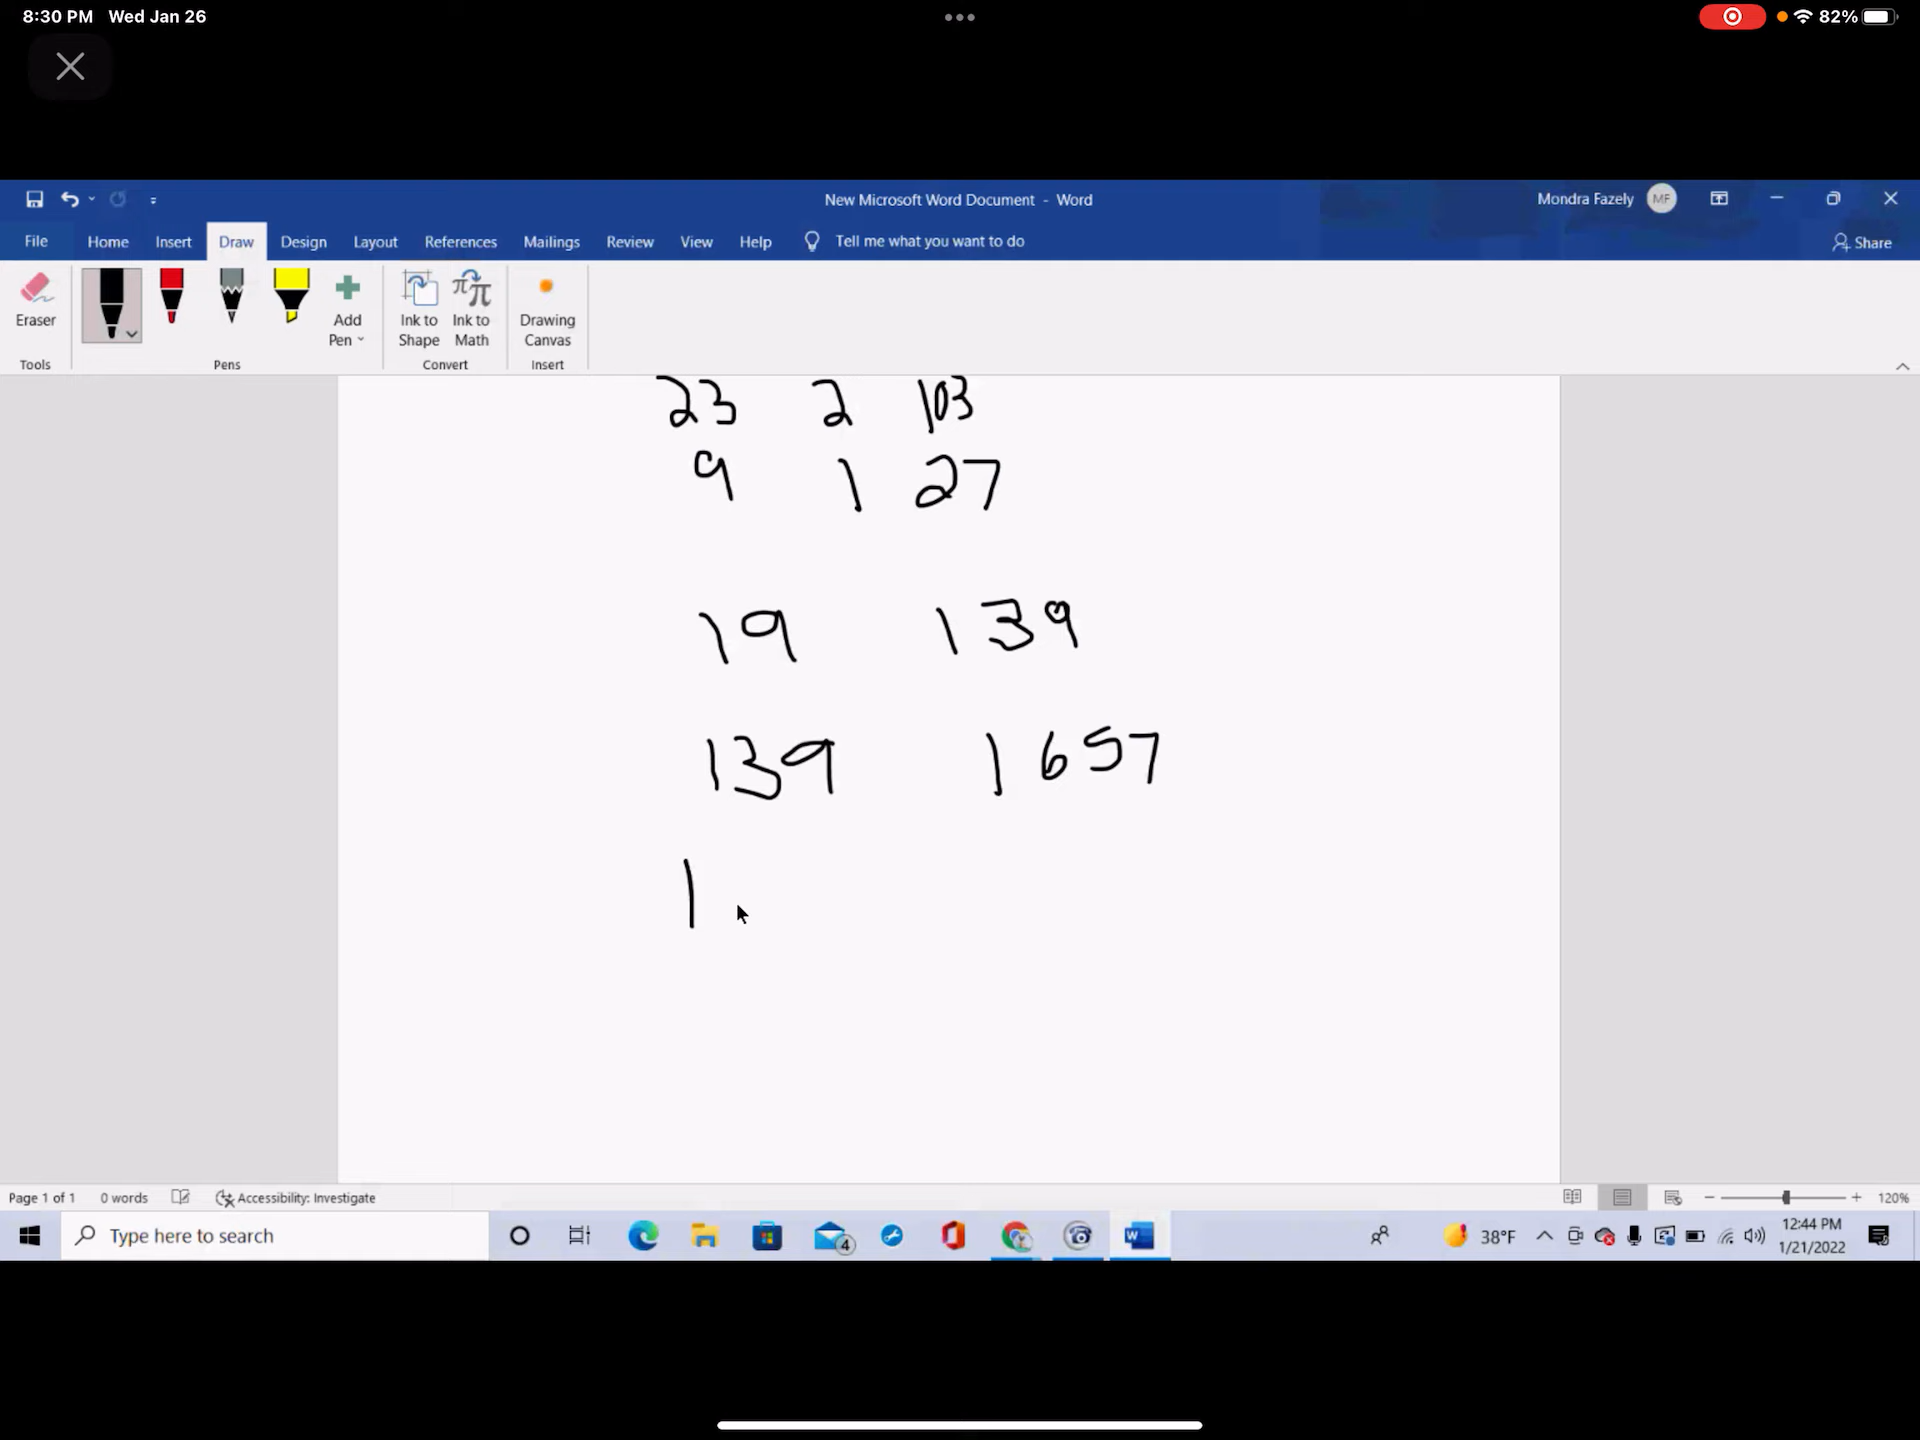 8:30 PM Wed Jan 26
82%
New Microsoft Word Document - Word
Mondra Fazely MF
File Home Insert Draw Design Layout References Mailings Review View Help Tell me what you want to do
Share
Eraser
Add Pen
Ink to Shape
Ink to Math
Drawing Canvas
Tools Pens Convert Insert
23 2 103
9 1 27
19 139
139 1657
1
Page 1 of 1 0 words Accessibility: Investigate
120%
Type here to search
4
38°F
12:44 PM
1/21/2022